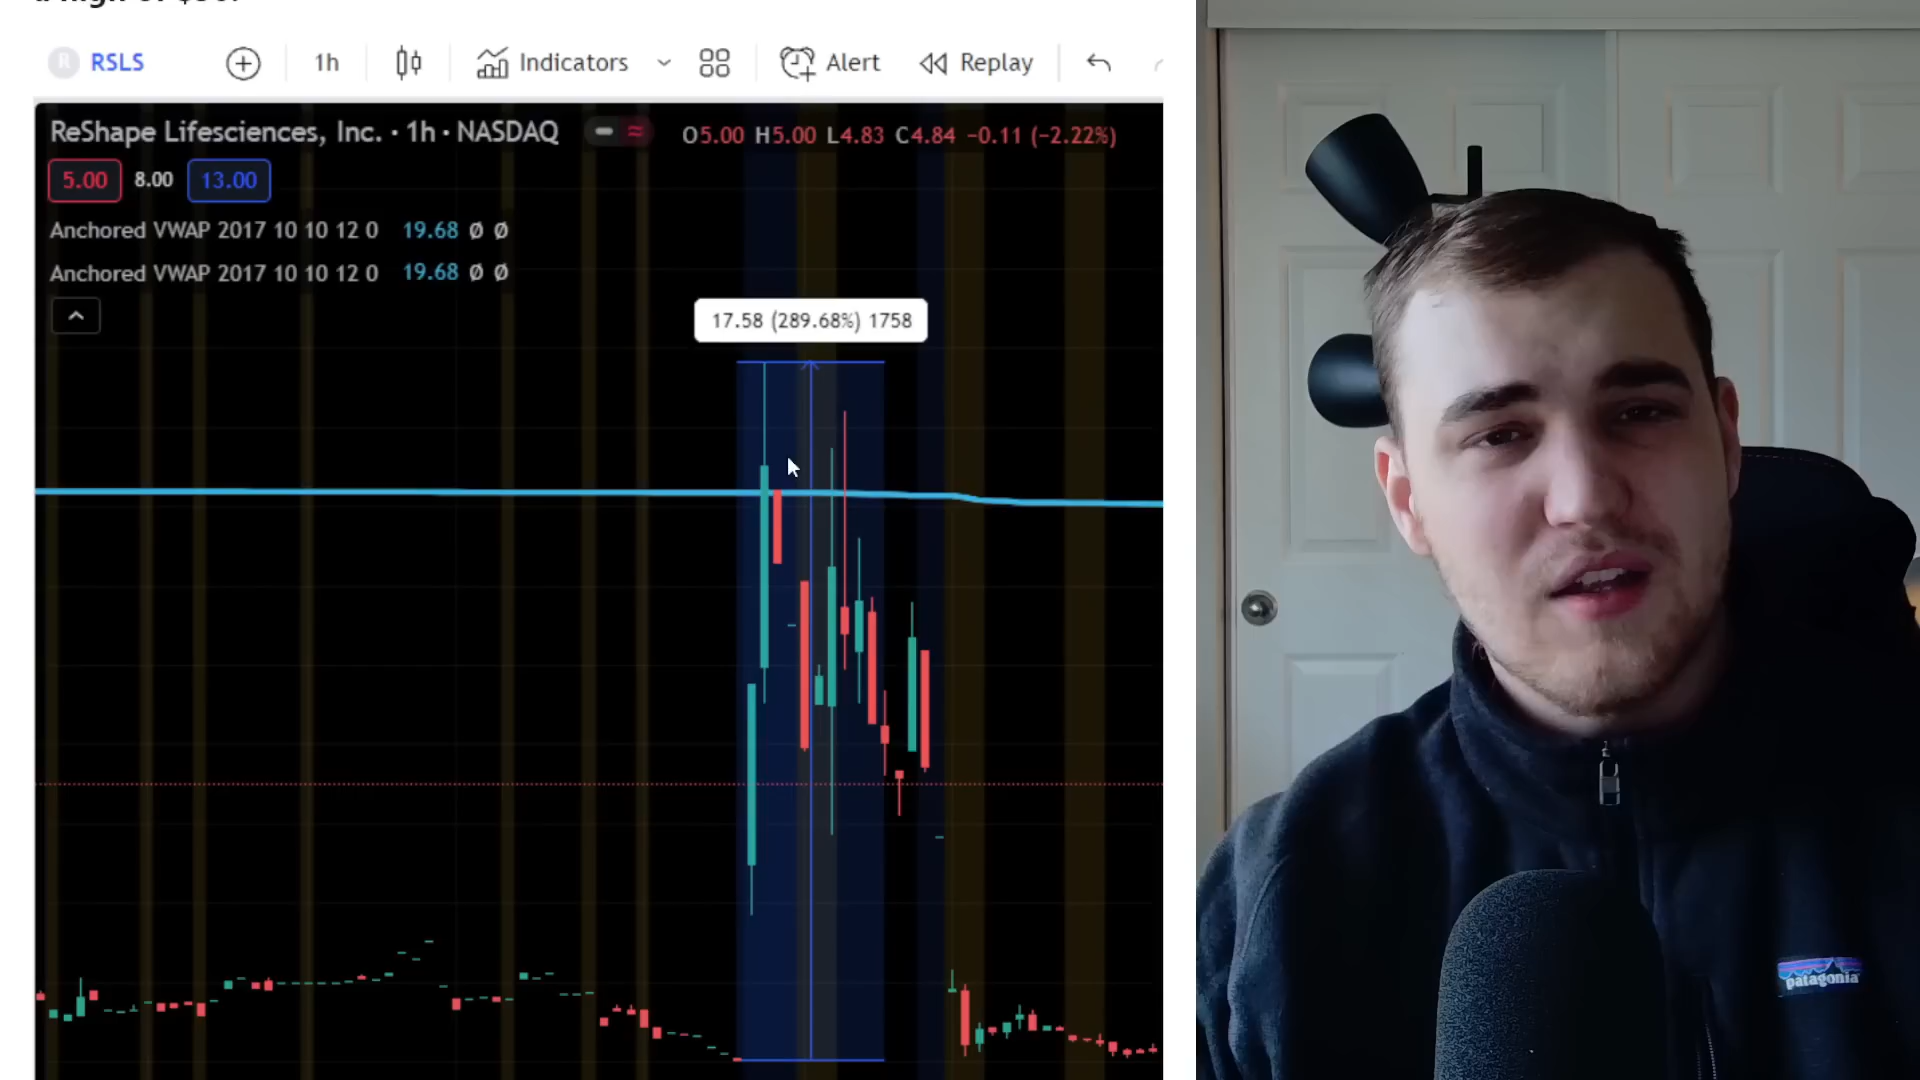 RSLS
1h
Indicators
Alert
Replay
ReShape Lifesciences, Inc. · 1h · NASDAQ
O5.00 H5.00 L4.83 C4.84 −0.11 (−2.22%)
5.00 8.00 13.00
Anchored VWAP 2017 10 10 12 0 19.68 Ø Ø
Anchored VWAP 2017 10 10 12 0 19.68 Ø Ø
17.58 (289.68%) 1758
patagonia